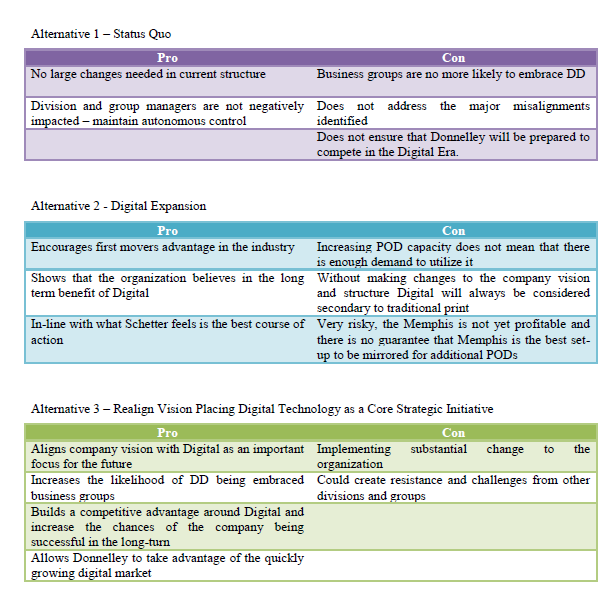 Alternative 1 – Status Quo
Pro
Con
No large changes needed in current structure
Business groups are no more likely to embrace DD
Division and group managers are not negatively
impacted – maintain autonomous control
Does not address the major misalignments
identified
Does not ensure that Donnelley will be prepared to
compete in the Digital Era.
Alternative 2 - Digital Expansion
Pro
Con
Encourages first movers advantage in the industry
Increasing POD capacity does not mean that there
is enough demand to utilize it
Shows that the organization believes in the long
term benefit of Digital
Without making changes to the company vision
and structure Digital will always be considered
secondary to traditional print
In-line with what Schetter feels is the best course of
action
Very risky, the Memphis is not yet profitable and
there is no guarantee that Memphis is the best set-
up to be mirrored for additional PODs
Alternative 3 – Realign Vision Placing Digital Technology as a Core Strategic Initiative
Pro
Con
Aligns company vision with Digital as an important
focus for the future
Implementing substantial change to the
organization
Increases the likelihood of DD being embraced
business groups
Could create resistance and challenges from other
divisions and groups
Builds a competitive advantage around Digital and
increase the chances of the company being
successful in the long-turn
Allows Donnelley to take advantage of the quickly
growing digital market